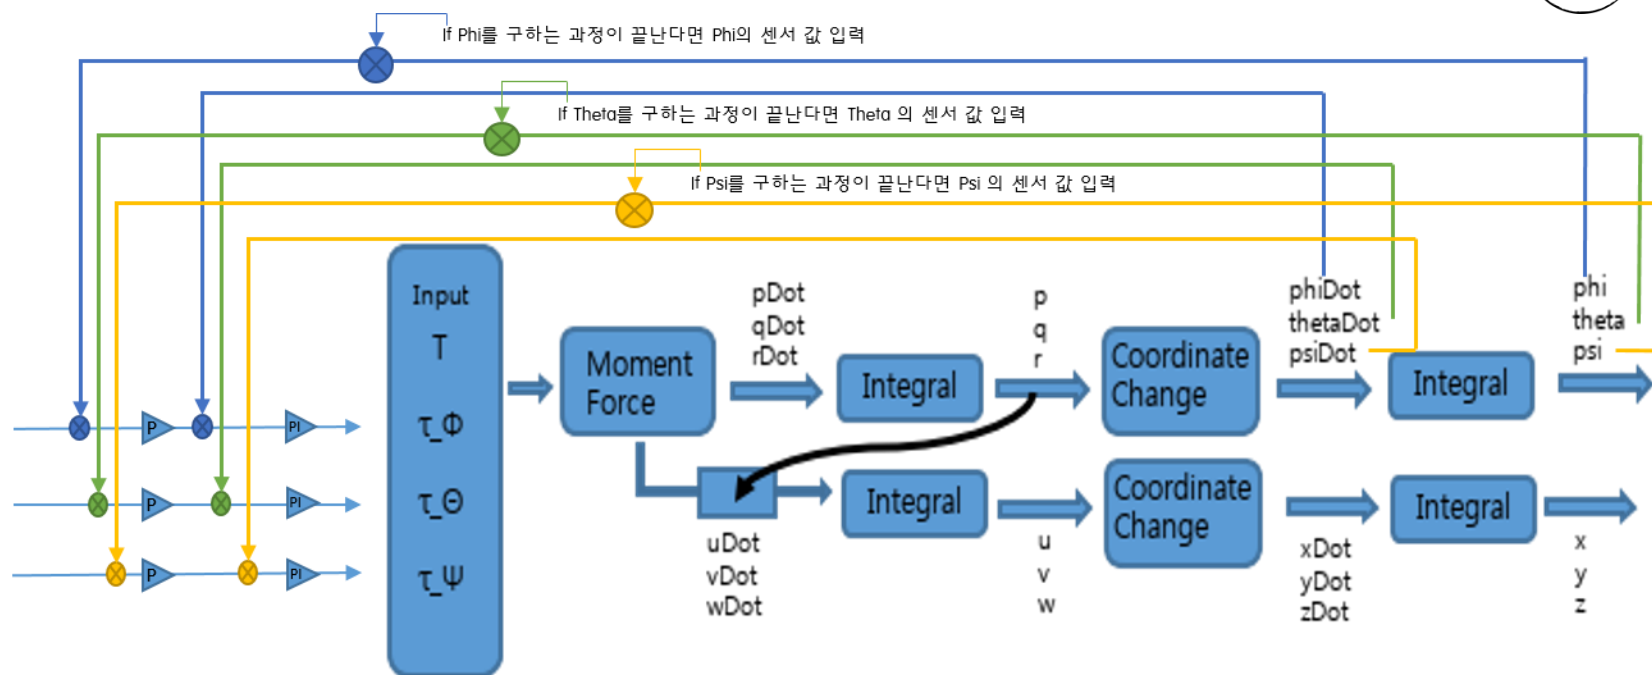 If Phi를 구하는 과정이 끝난다면 Phi의 센서 값 입력
If Theta를 구하는 과정이 끝난다면 Theta 의 센서 값 입력
If Psi를 구하는 과정이 끝난다면 Psi 의 센서 값 입력
Input
T
τ_Φ
τ_Θ
τ_Ψ
P
PI
P
PI
P
PI
Moment
Force
pDot
qDot
rDot
Integral
p
q
r
Coordinate
Change
phiDot
thetaDot
psiDot
Integral
phi
theta
psi
uDot
vDot
wDot
Integral
u
v
w
Coordinate
Change
xDot
yDot
zDot
Integral
x
y
z